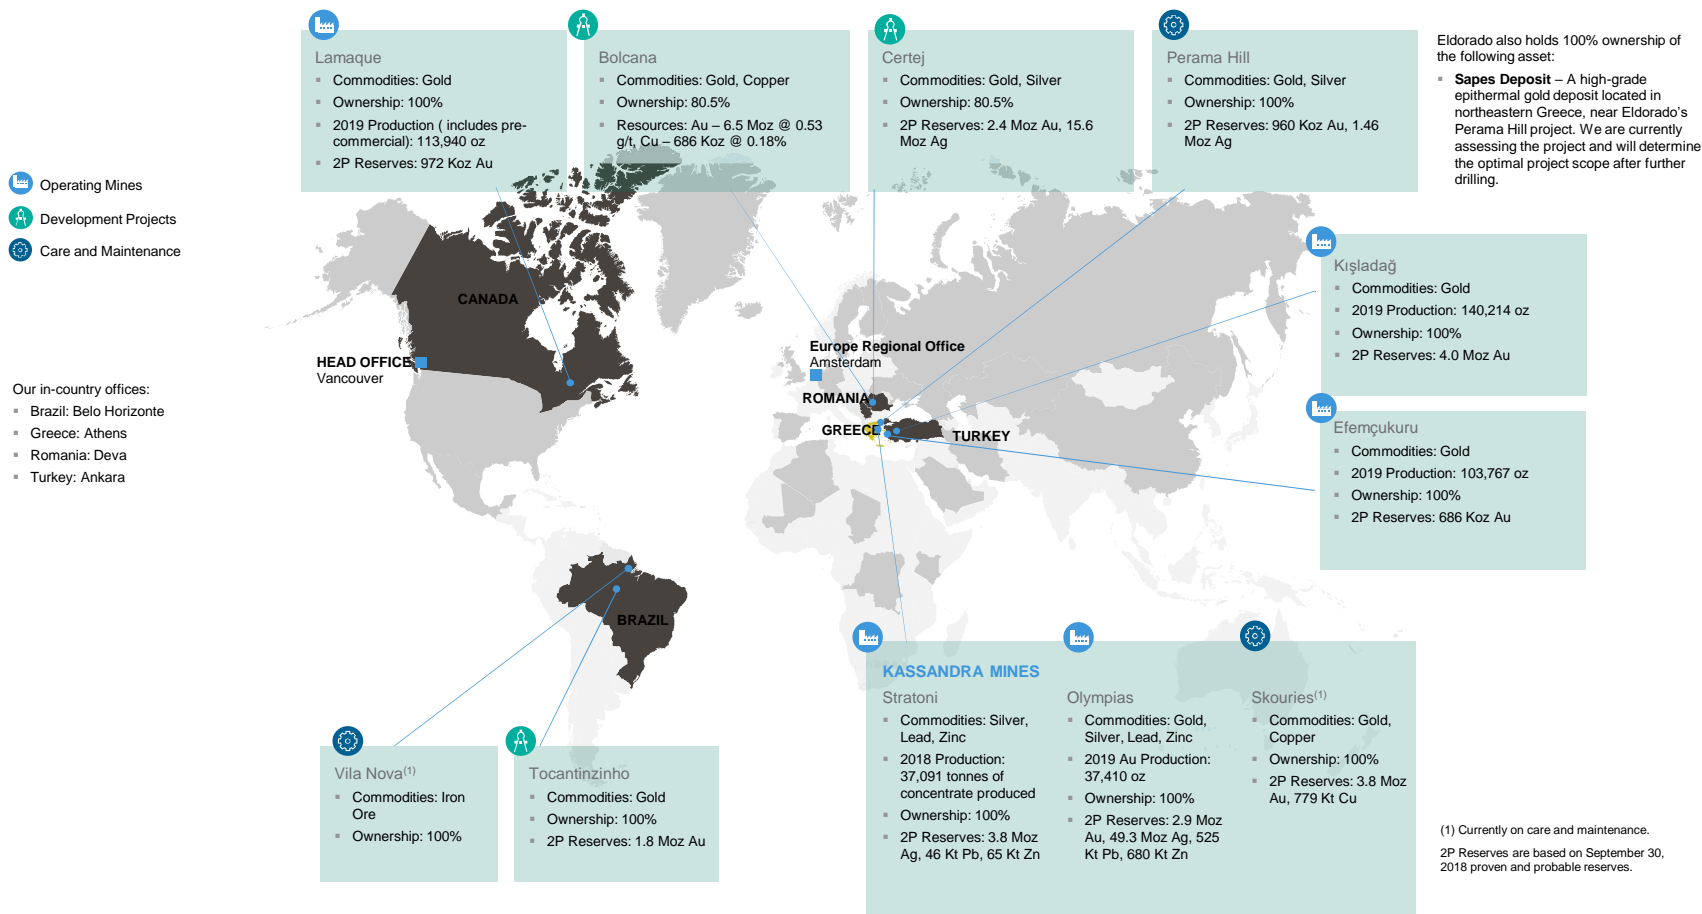 Lamaque
Commodities: Gold
Ownership: 100%
2019 Production ( includes pre-
commercial): 113,940 oz
2P Reserves: 972 Koz Au
Bolcana
Commodities: Gold, Copper
Ownership: 80.5%
Resources: Au – 6.5 Moz @ 0.53
g/t, Cu – 686 Koz @ 0.18%
Certej
Commodities: Gold, Silver
Ownership: 80.5%
2P Reserves: 2.4 Moz Au, 15.6
Moz Ag
Perama Hill
Commodities: Gold, Silver
Ownership: 100%
2P Reserves: 960 Koz Au, 1.46
Moz Ag
Eldorado also holds 100% ownership of
the following asset:
Sapes Deposit – A high-grade
epithermal gold deposit located in
northeastern Greece, near Eldorado's
Perama Hill project. We are currently
assessing the project and will determine
the optimal project scope after further
drilling.
Operating Mines
Development Projects
Care and Maintenance
Kışladağ
Commodities: Gold
2019 Production: 140,214 oz
Ownership: 100%
2P Reserves: 4.0 Moz Au
CANADA
HEAD OFFICE
Vancouver
Europe Regional Office
Amsterdam
ROMANIA
GREECE
TURKEY
Our in-country offices:
Brazil: Belo Horizonte
Greece: Athens
Romania: Deva
Turkey: Ankara
Efemçukuru
Commodities: Gold
2019 Production: 103,767 oz
Ownership: 100%
2P Reserves: 686 Koz Au
BRAZIL
Vila Nova(1)
Commodities: Iron
Ore
Ownership: 100%
Tocantinzinho
Commodities: Gold
Ownership: 100%
2P Reserves: 1.8 Moz Au
KASSANDRA MINES
Stratoni
Commodities: Silver,
Lead, Zinc
2018 Production:
37,091 tonnes of
concentrate produced
Ownership: 100%
2P Reserves: 3.8 Moz
Ag, 46 Kt Pb, 65 Kt Zn
Olympias
Commodities: Gold,
Silver, Lead, Zinc
2019 Au Production:
37,410 oz
Ownership: 100%
2P Reserves: 2.9 Moz
Au, 49.3 Moz Ag, 525
Kt Pb, 680 Kt Zn
Skouries(1)
Commodities: Gold,
Copper
Ownership: 100%
2P Reserves: 3.8 Moz
Au, 779 Kt Cu
(1) Currently on care and maintenance.
2P Reserves are based on September 30,
2018 proven and probable reserves.